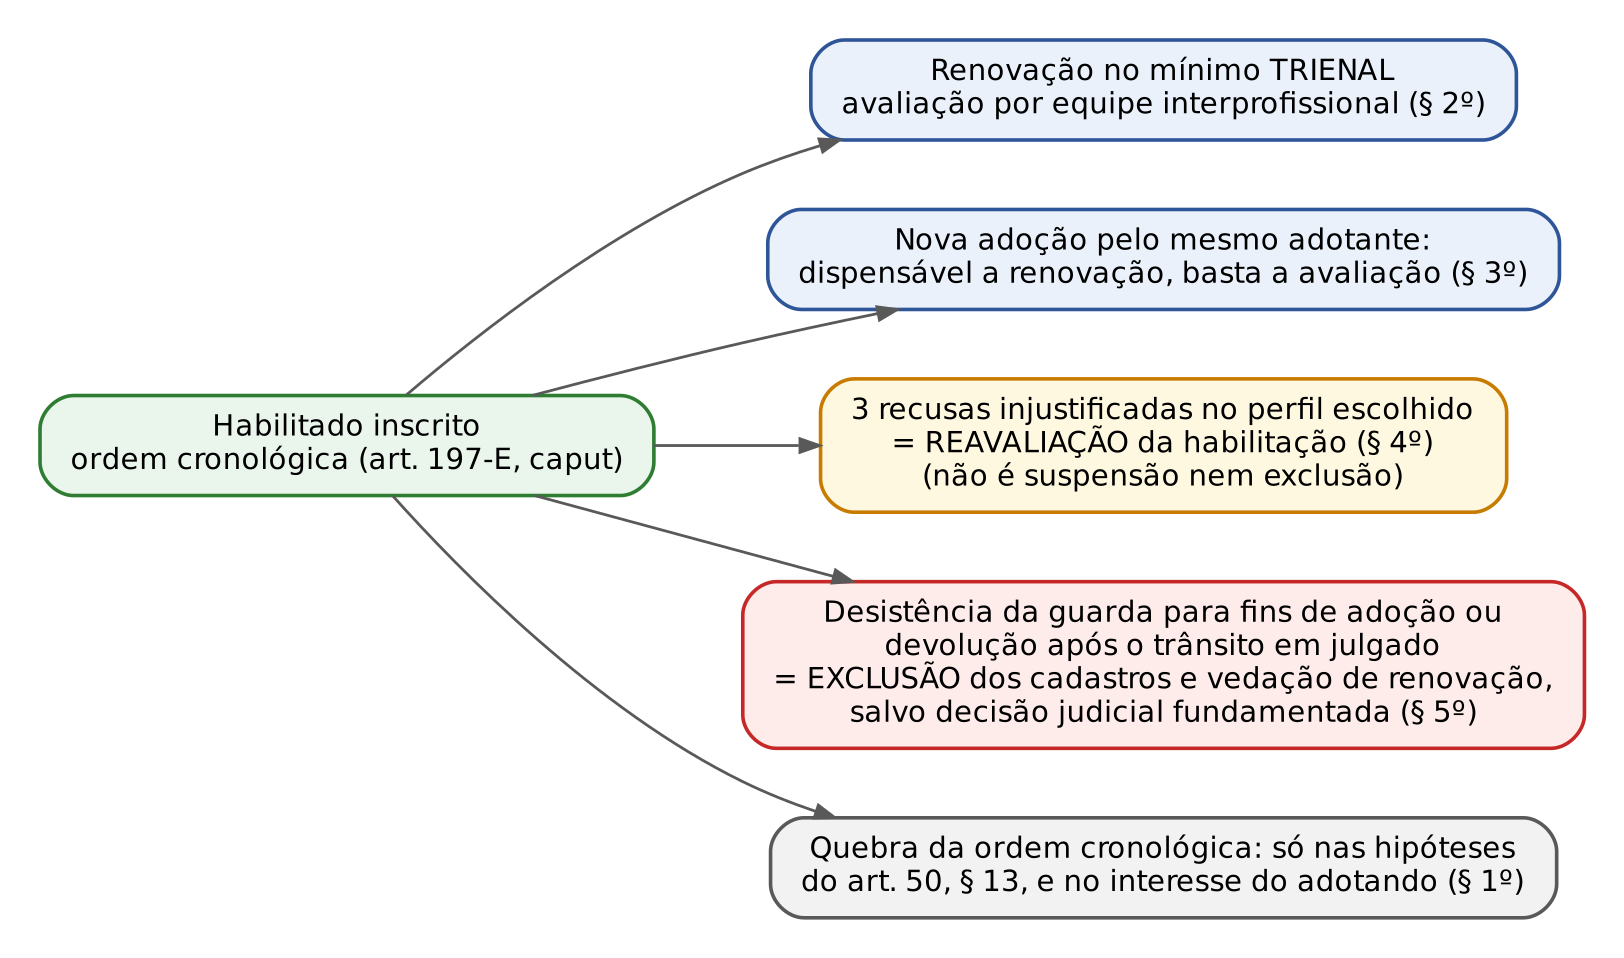 Renovação no mínimo TRIENAL
avaliação por equipe interprofissional (§ 2º)
Nova adoção pelo mesmo adotante:
dispensável a renovação, basta a avaliação (§ 3º)
Habilitado inscrito
ordem cronológica (art. 197-E, caput)
3 recusas injustificadas no perfil escolhido
= REAVALIAÇÃO da habilitação (§ 4º)
(não é suspensão nem exclusão)
Desistência da guarda para fins de adoção ou
devolução após o trânsito em julgado
= EXCLUSÃO dos cadastros e vedação de renovação,
salvo decisão judicial fundamentada (§ 5º)
Quebra da ordem cronológica: só nas hipóteses
do art. 50, § 13, e no interesse do adotando (§ 1º)